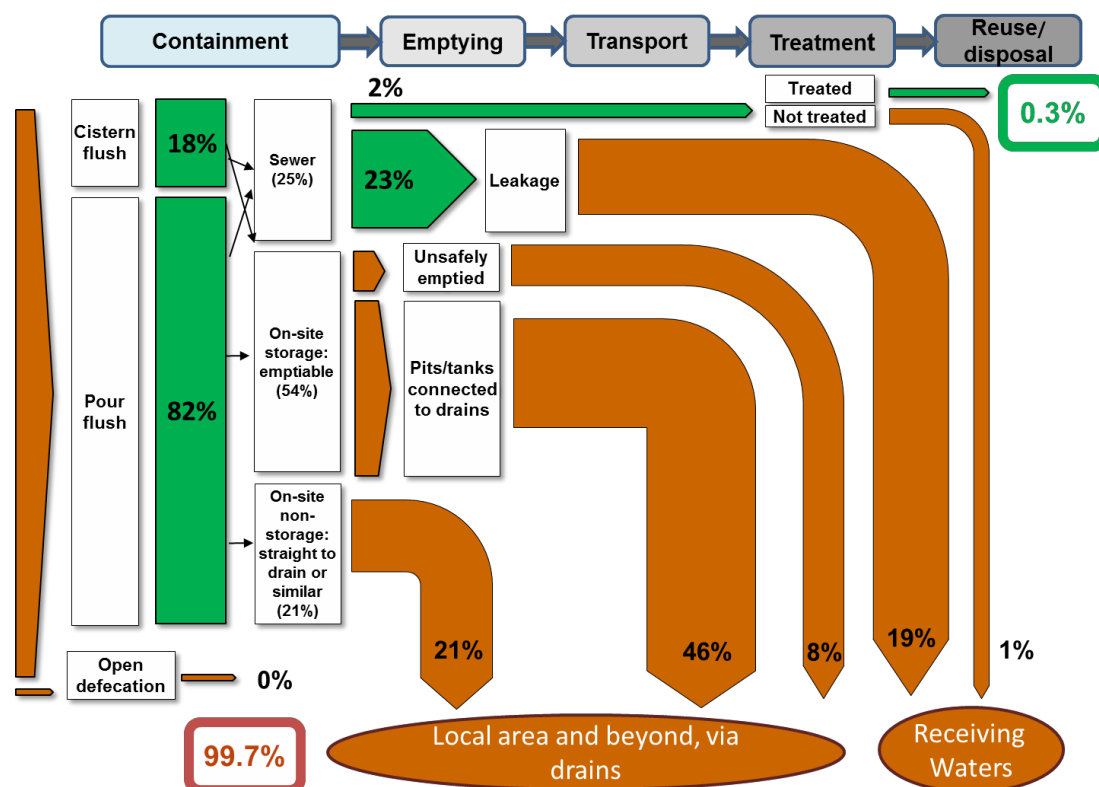 Containment
Emptying
Transport
Treatment
Reuse/
disposal
2%
Treated
Not treated
0.3%
Cistern
flush
18%
Sewer
(25%)
23%
Leakage
Unsafely
emptied
On-site
storage:
emptiable
(54%)
Pits/tanks
connected
to drains
Pour
flush
82%
On-site
non-
storage:
straight to
drain or
similar
(21%)
21%
46%
8%
19%
1%
Open
defecation
0%
99.7%
Local area and beyond, via
drains
Receiving
Waters